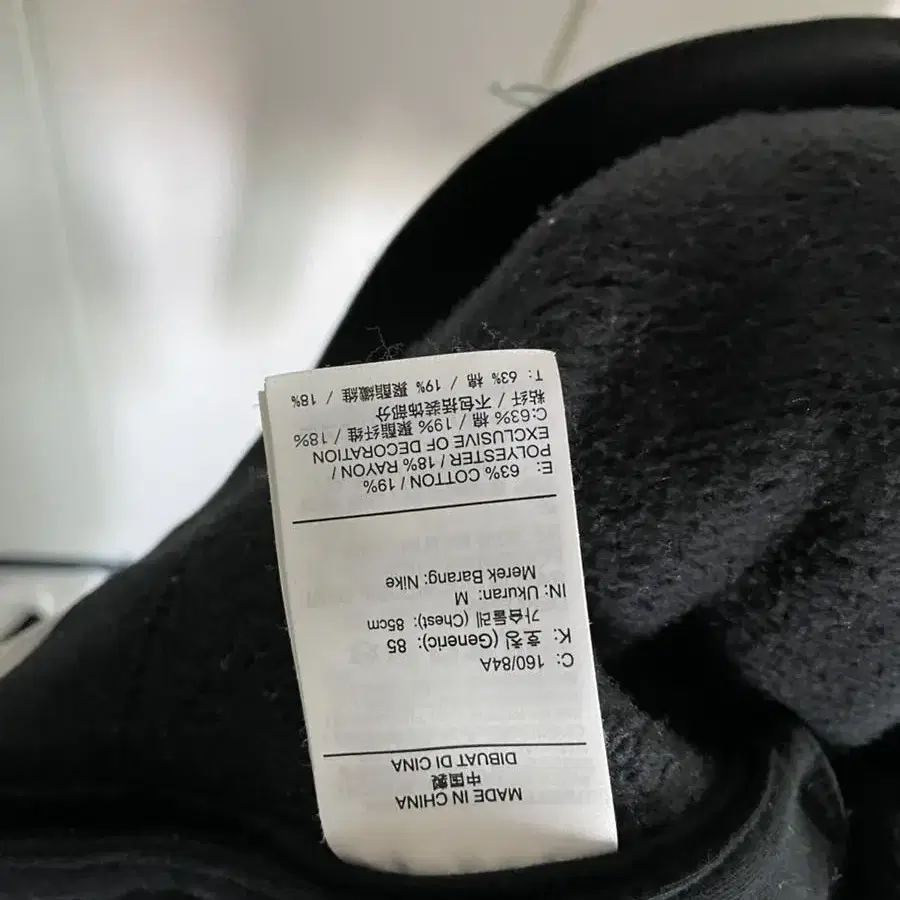 MADE IN CHINA
中国製
DIBUAT DI CINA
C: 160/84A
K: 호칭 (Generic): 85
가슴둘레 (Chest): 85cm
IN: Ukuran: M
Merek Barang: Nike
E: 63% COTTON / 19%
POLYESTER / 18% RAYON /
EXCLUSIVE OF DECORATION
C:63% 棉 / 19% 聚酯纤维 / 18%
粘纤 / 不包括装饰部分
T: 63% 棉 / 19% 聚酯纖維 / 18%